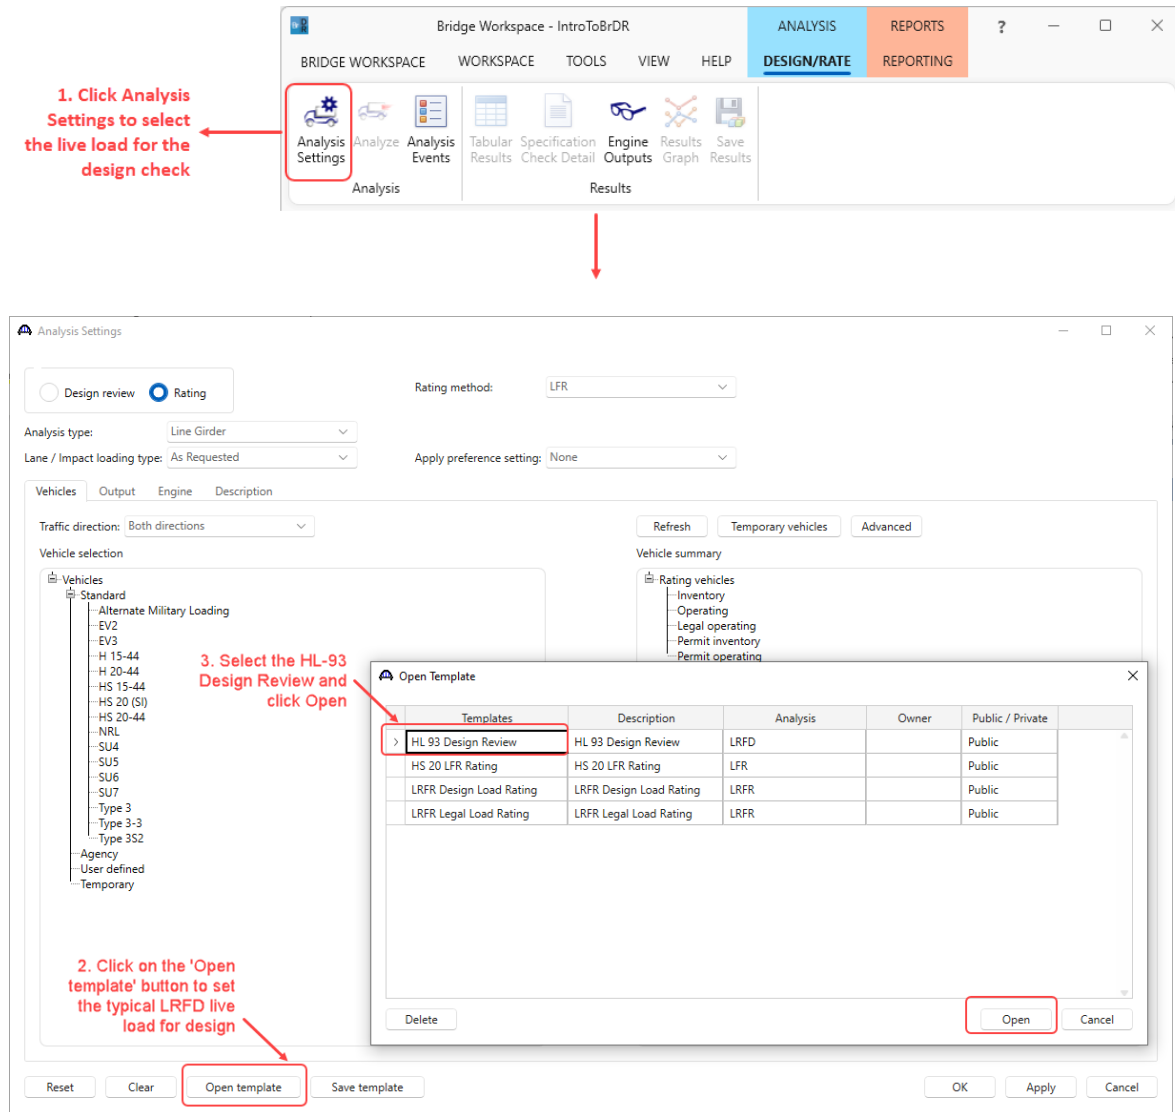 Bridge Workspace - IntroToBrDR
ANALYSIS
REPORTS
?
BRIDGE WORKSPACE
WORKSPACE
TOOLS
VIEW
HELP
DESIGN/RATE
REPORTING
1. Click Analysis
Settings to select
the live load for the
design check
Analysis
Settings
Analyze
Analysis
Events
Tabular
Results
Specification
Check Detail
Engine
Outputs
Results
Graph
Save
Results
Analysis
Results
Analysis Settings
Design review
Rating
Rating method:
LFR
Analysis type:
Line Girder
Lane / Impact loading type:
As Requested
Apply preference setting:
None
Vehicles
Output
Engine
Description
Traffic direction:
Both directions
Refresh
Temporary vehicles
Advanced
Vehicle selection
Vehicle summary
Vehicles
Standard
Alternate Military Loading
EV2
EV3
H 15-44
H 20-44
HS 15-44
HS 20 (SI)
HS 20-44
NRL
SU4
SU5
SU6
SU7
Type 3
Type 3-3
Type 3S2
Agency
User defined
Temporary
Rating vehicles
Inventory
Operating
Legal operating
Permit inventory
Permit operating
3. Select the HL-93
Design Review and
click Open
Open Template
Templates
Description
Analysis
Owner
Public / Private
HL 93 Design Review
HL 93 Design Review
LRFD
Public
HS 20 LFR Rating
HS 20 LFR Rating
LFR
Public
LRFR Design Load Rating
LRFR Design Load Rating
LRFR
Public
LRFR Legal Load Rating
LRFR Legal Load Rating
LRFR
Public
Delete
Open
Cancel
2. Click on the 'Open
template' button to set
the typical LRFD live
load for design
Reset
Clear
Open template
Save template
OK
Apply
Cancel